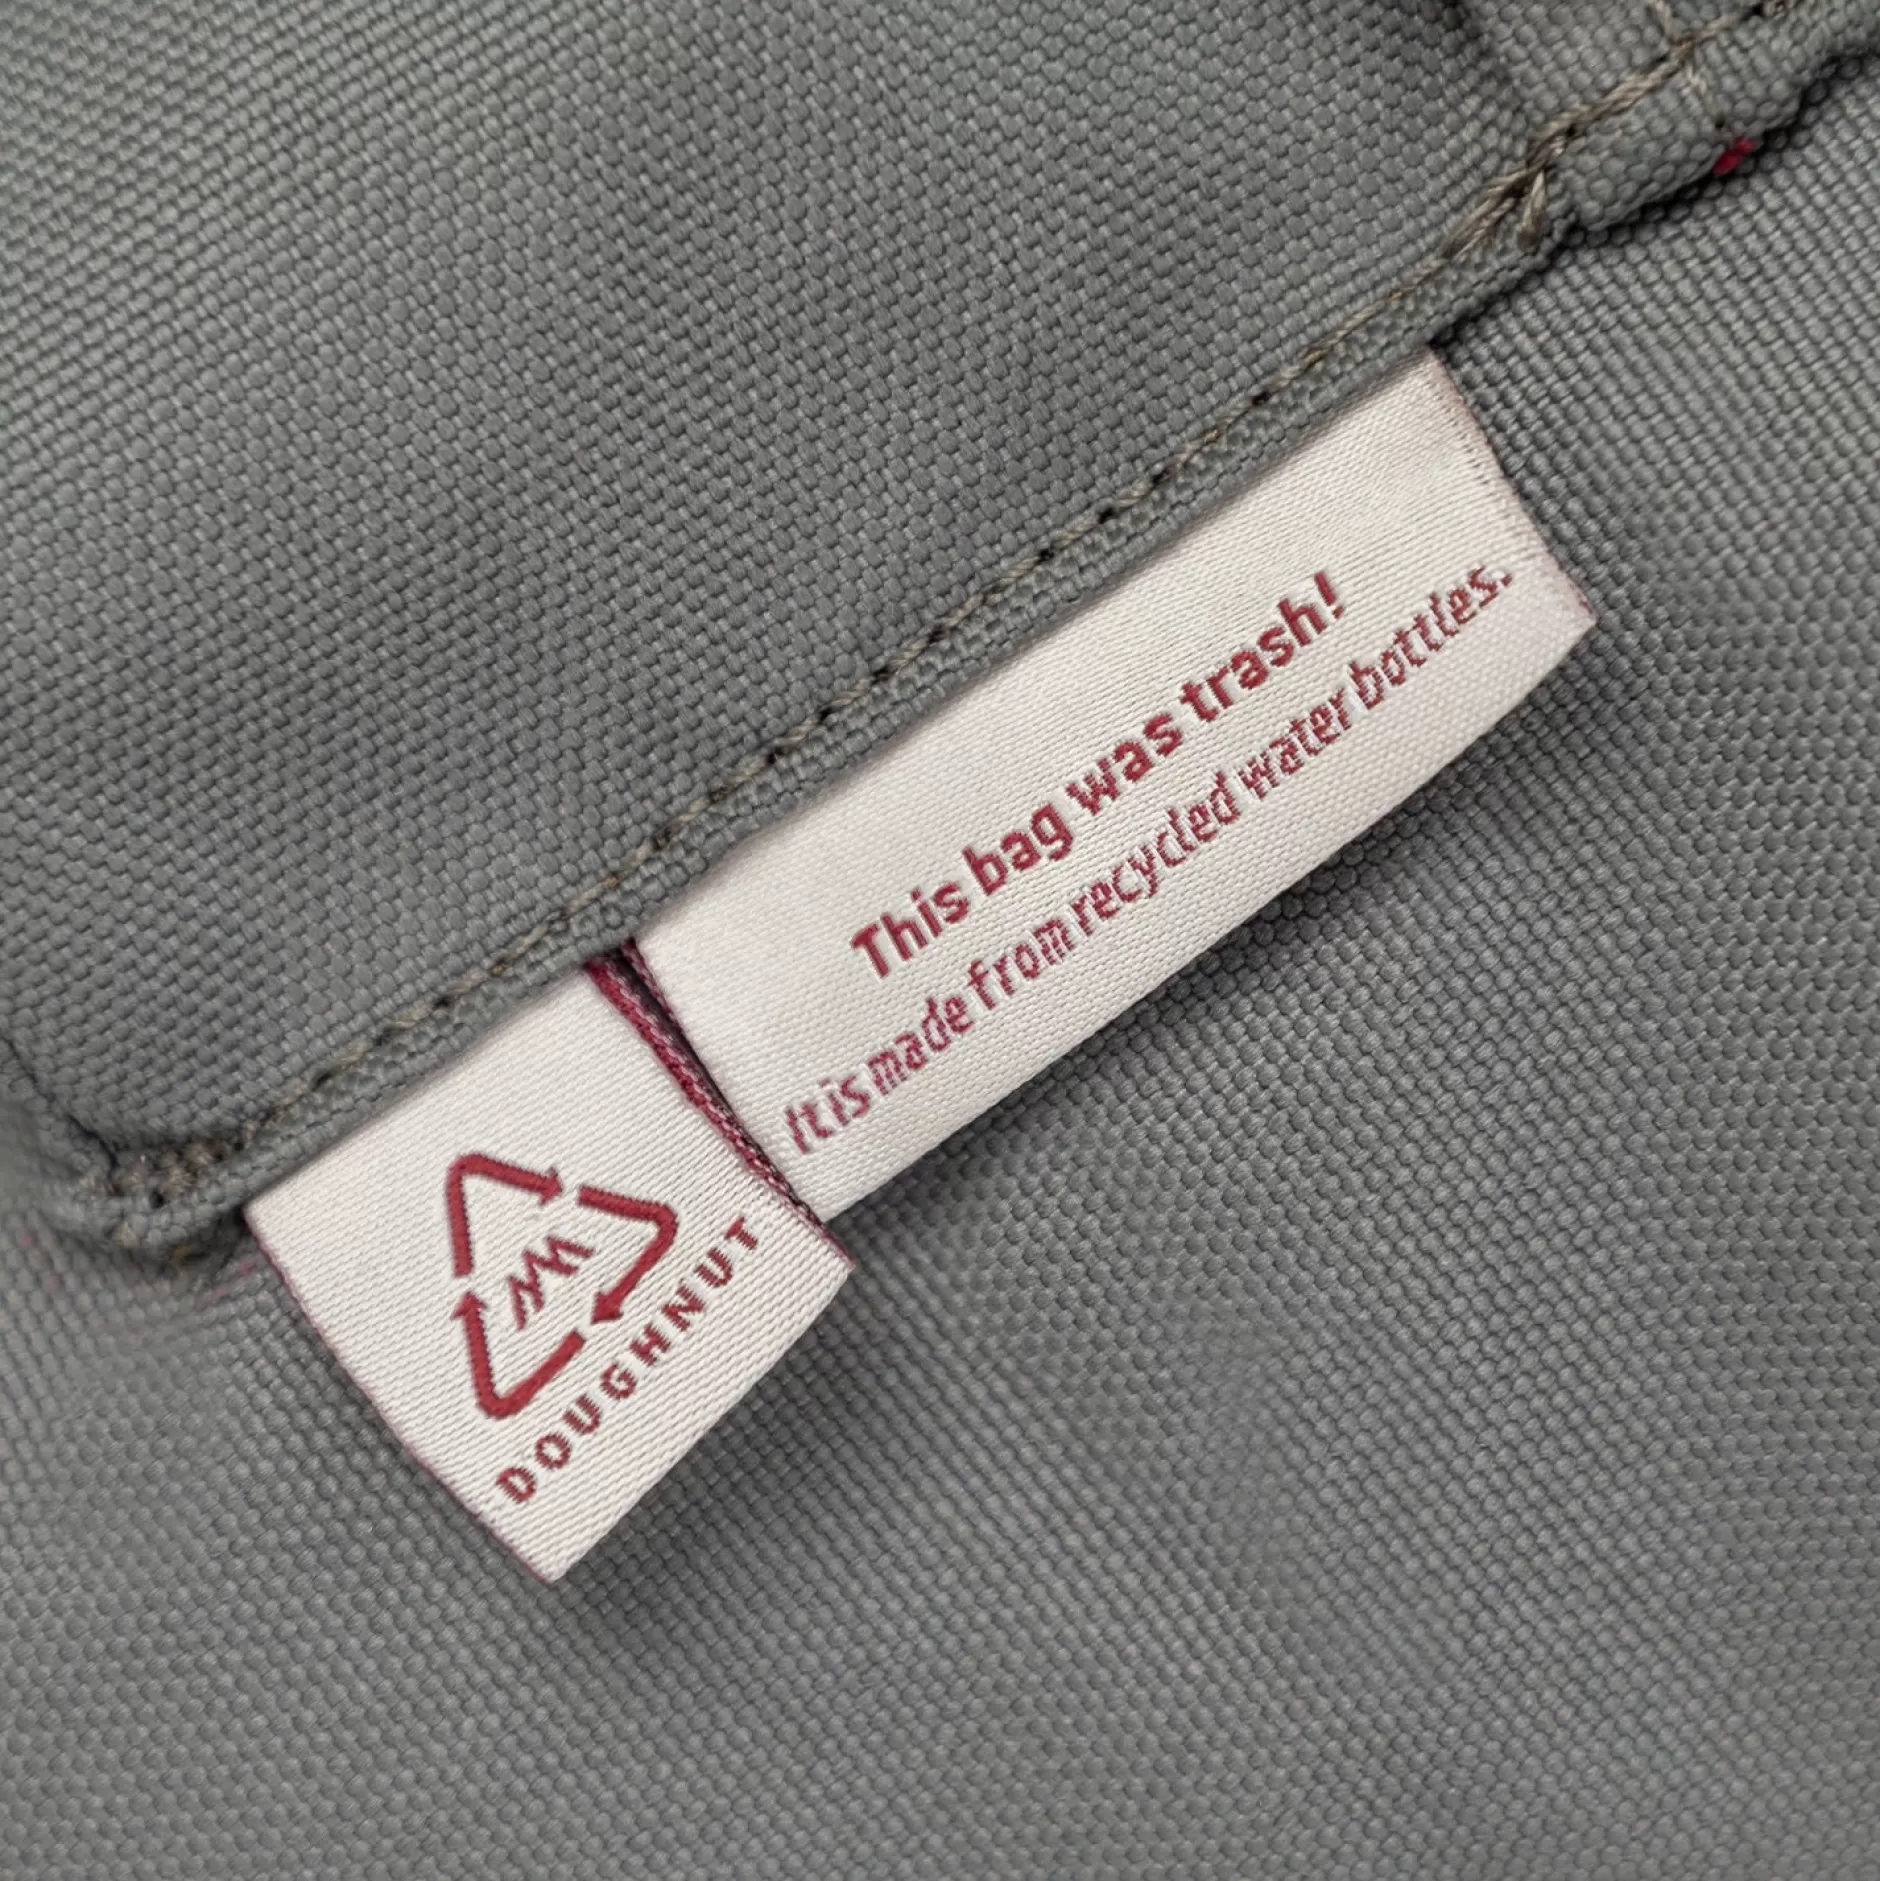 This bag was trash!
It is made from recycled water bottles.
DOUGHNUT